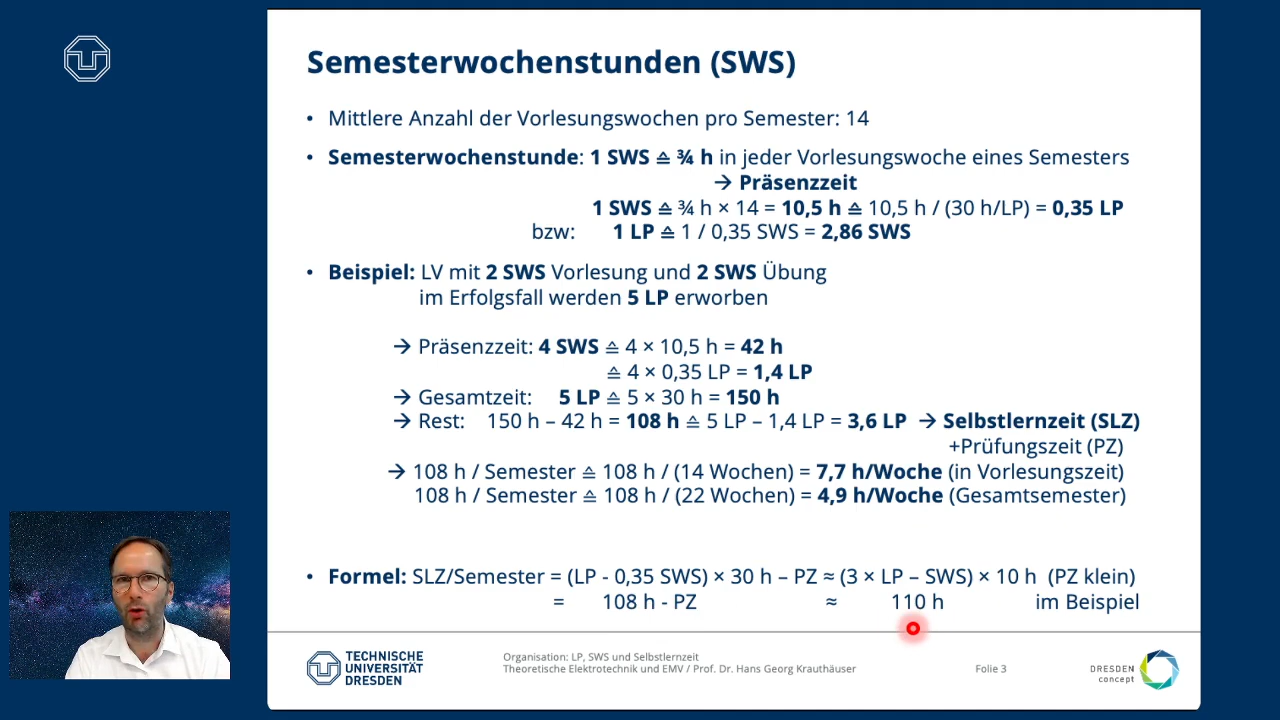 Semesterwochenstunden (SWS)
• Mittlere Anzahl der Vorlesungswochen pro Semester: 14
• Semesterwochenstunde: 1 SWS ≙ ¾ h in jeder Vorlesungswoche eines Semesters
→ Präsenzzeit
1 SWS ≙ ¾ h × 14 = 10,5 h ≙ 10,5 h / (30 h/LP) = 0,35 LP
bzw: 1 LP ≙ 1 / 0,35 SWS = 2,86 SWS
• Beispiel: LV mit 2 SWS Vorlesung und 2 SWS Übung
im Erfolgsfall werden 5 LP erworben
→ Präsenzzeit: 4 SWS ≙ 4 × 10,5 h = 42 h
≙ 4 × 0,35 LP = 1,4 LP
→ Gesamtzeit: 5 LP ≙ 5 × 30 h = 150 h
→ Rest: 150 h – 42 h = 108 h ≙ 5 LP – 1,4 LP = 3,6 LP → Selbstlernzeit (SLZ)
+Prüfungszeit (PZ)
→ 108 h / Semester ≙ 108 h / (14 Wochen) = 7,7 h/Woche (in Vorlesungszeit)
108 h / Semester ≙ 108 h / (22 Wochen) = 4,9 h/Woche (Gesamtsemester)
• Formel: SLZ/Semester = (LP - 0,35 SWS) × 30 h – PZ ≈ (3 × LP – SWS) × 10 h (PZ klein)
= 108 h - PZ ≈ 110 h im Beispiel
TECHNISCHE
UNIVERSITÄT
DRESDEN
Organisation: LP, SWS und Selbstlernzeit
Theoretische Elektrotechnik und EMV / Prof. Dr. Hans Georg Krauthäuser
Folie 3
DRESDEN
concept